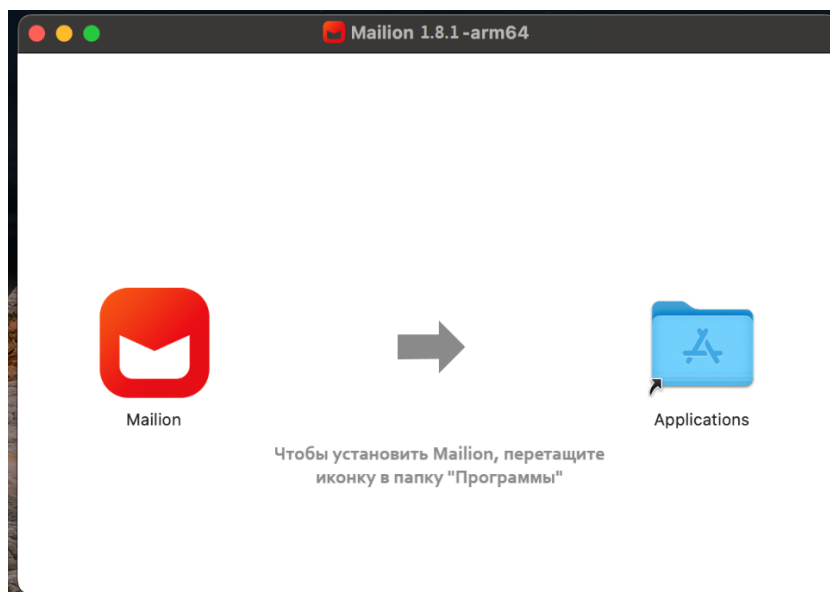 Mailion 1.8.1-arm64
Mailion
Applications
Чтобы установить Mailion, перетащите
иконку в папку "Программы"